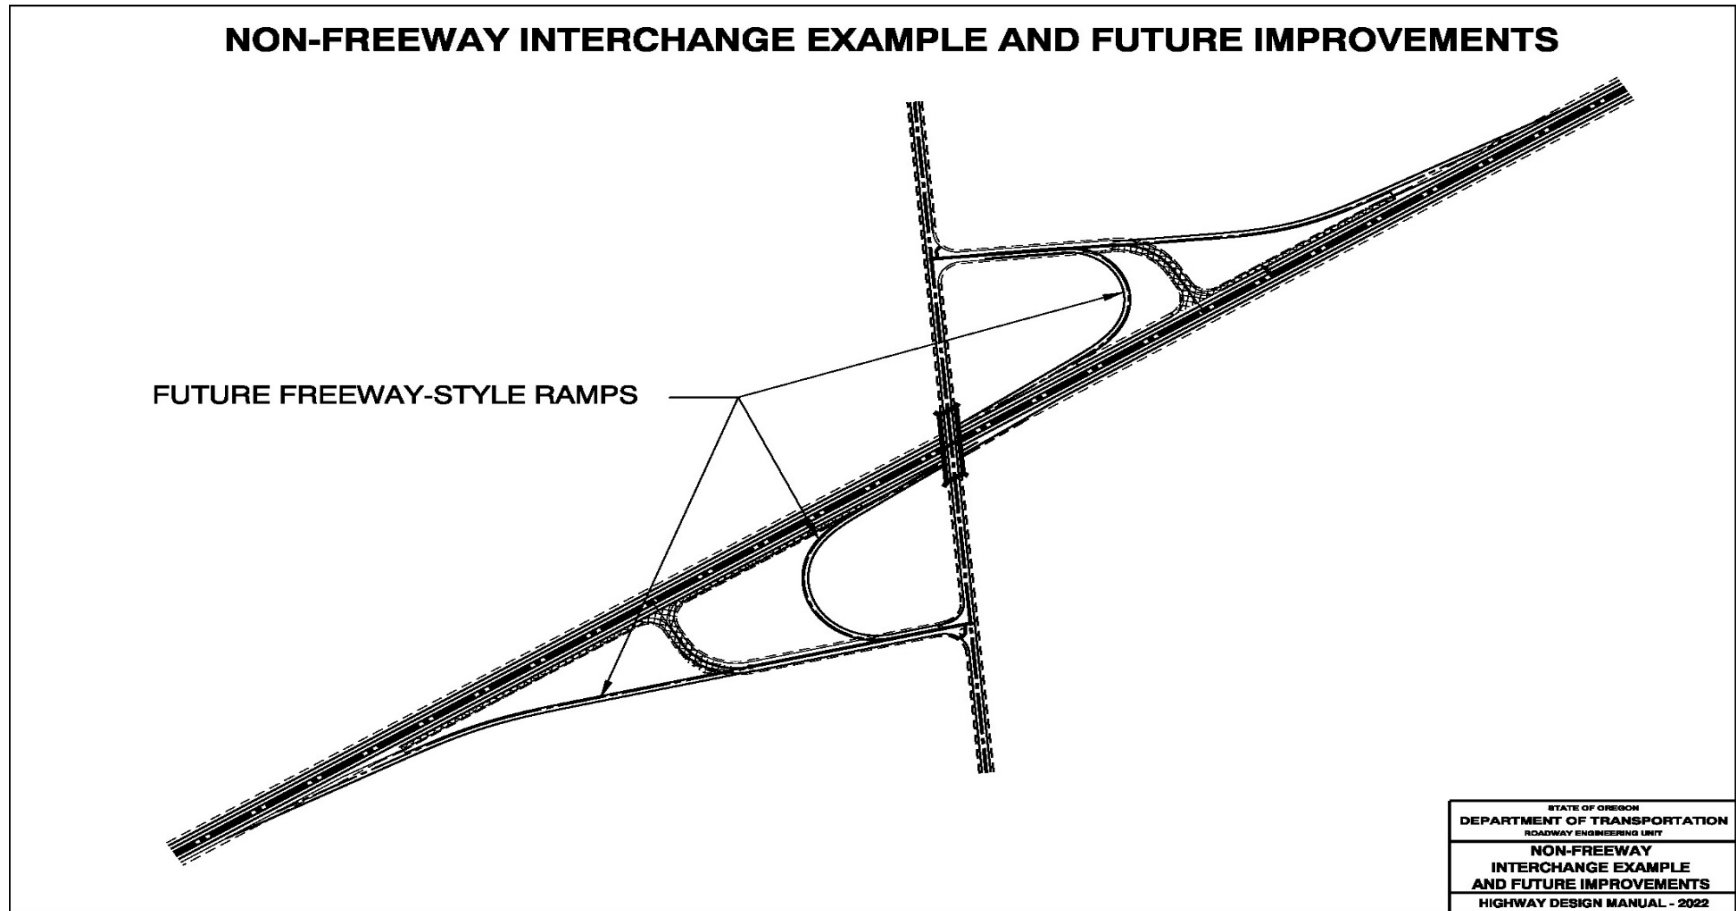 NON-FREEWAY INTERCHANGE EXAMPLE AND FUTURE IMPROVEMENTS
FUTURE FREEWAY-STYLE RAMPS
STATE OF OREGON
DEPARTMENT OF TRANSPORTATION
ROADWAY ENGINEERING UNIT
NON-FREEWAY
INTERCHANGE EXAMPLE
AND FUTURE IMPROVEMENTS
HIGHWAY DESIGN MANUAL - 2022